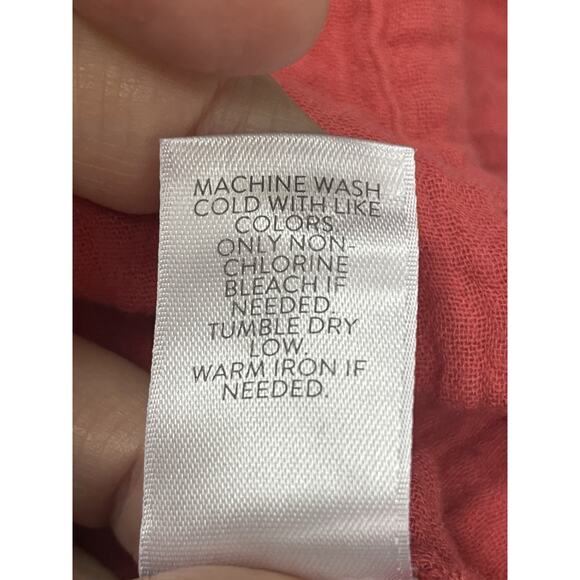 MACHINE WASH
COLD WITH LIKE
COLORS.
ONLY NON-
CHLORINE
BLEACH IF
NEEDED.
TUMBLE DRY
LOW.
WARM IRON IF
NEEDED.